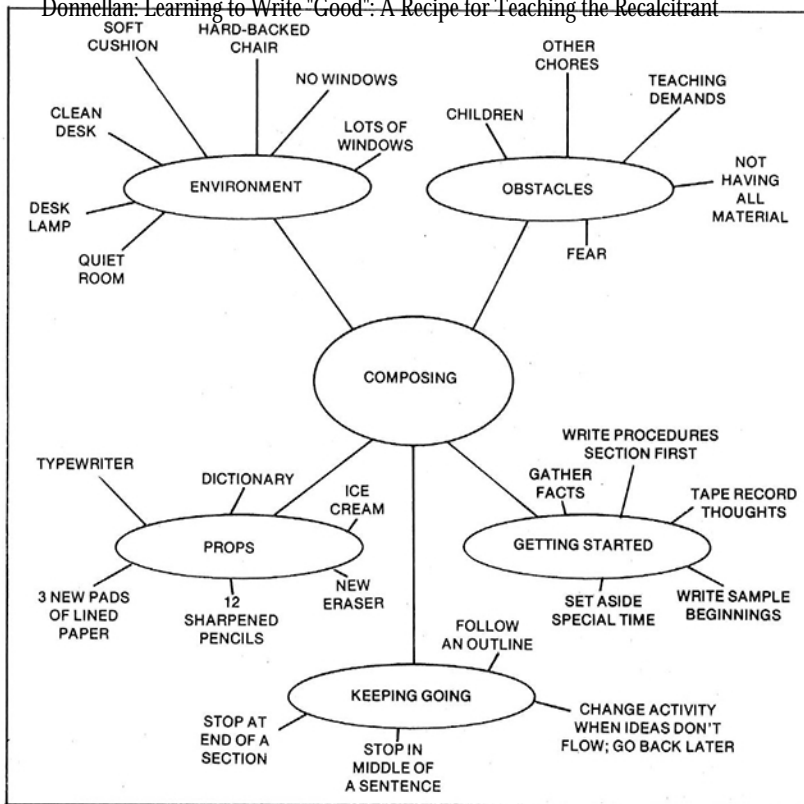 Donnellan: Learning to Write "Good": A Recipe for Teaching the Recalcitrant
SOFT
CUSHION
HARD-BACKED
CHAIR
NO WINDOWS
LOTS OF
WINDOWS
CLEAN
DESK
ENVIRONMENT
DESK
LAMP
QUIET
ROOM
OTHER
CHORES
TEACHING
DEMANDS
CHILDREN
NOT
HAVING
ALL
MATERIAL
OBSTACLES
FEAR
COMPOSING
TYPEWRITER
DICTIONARY
ICE
CREAM
PROPS
3 NEW PADS
OF LINED
PAPER
12
SHARPENED
PENCILS
NEW
ERASER
WRITE PROCEDURES
SECTION FIRST
GATHER
FACTS
TAPE RECORD
THOUGHTS
GETTING STARTED
SET ASIDE
SPECIAL TIME
WRITE SAMPLE
BEGINNINGS
FOLLOW
AN OUTLINE
KEEPING GOING
STOP AT
END OF A
SECTION
STOP IN
MIDDLE OF
A SENTENCE
CHANGE ACTIVITY
WHEN IDEAS DON'T
FLOW; GO BACK LATER